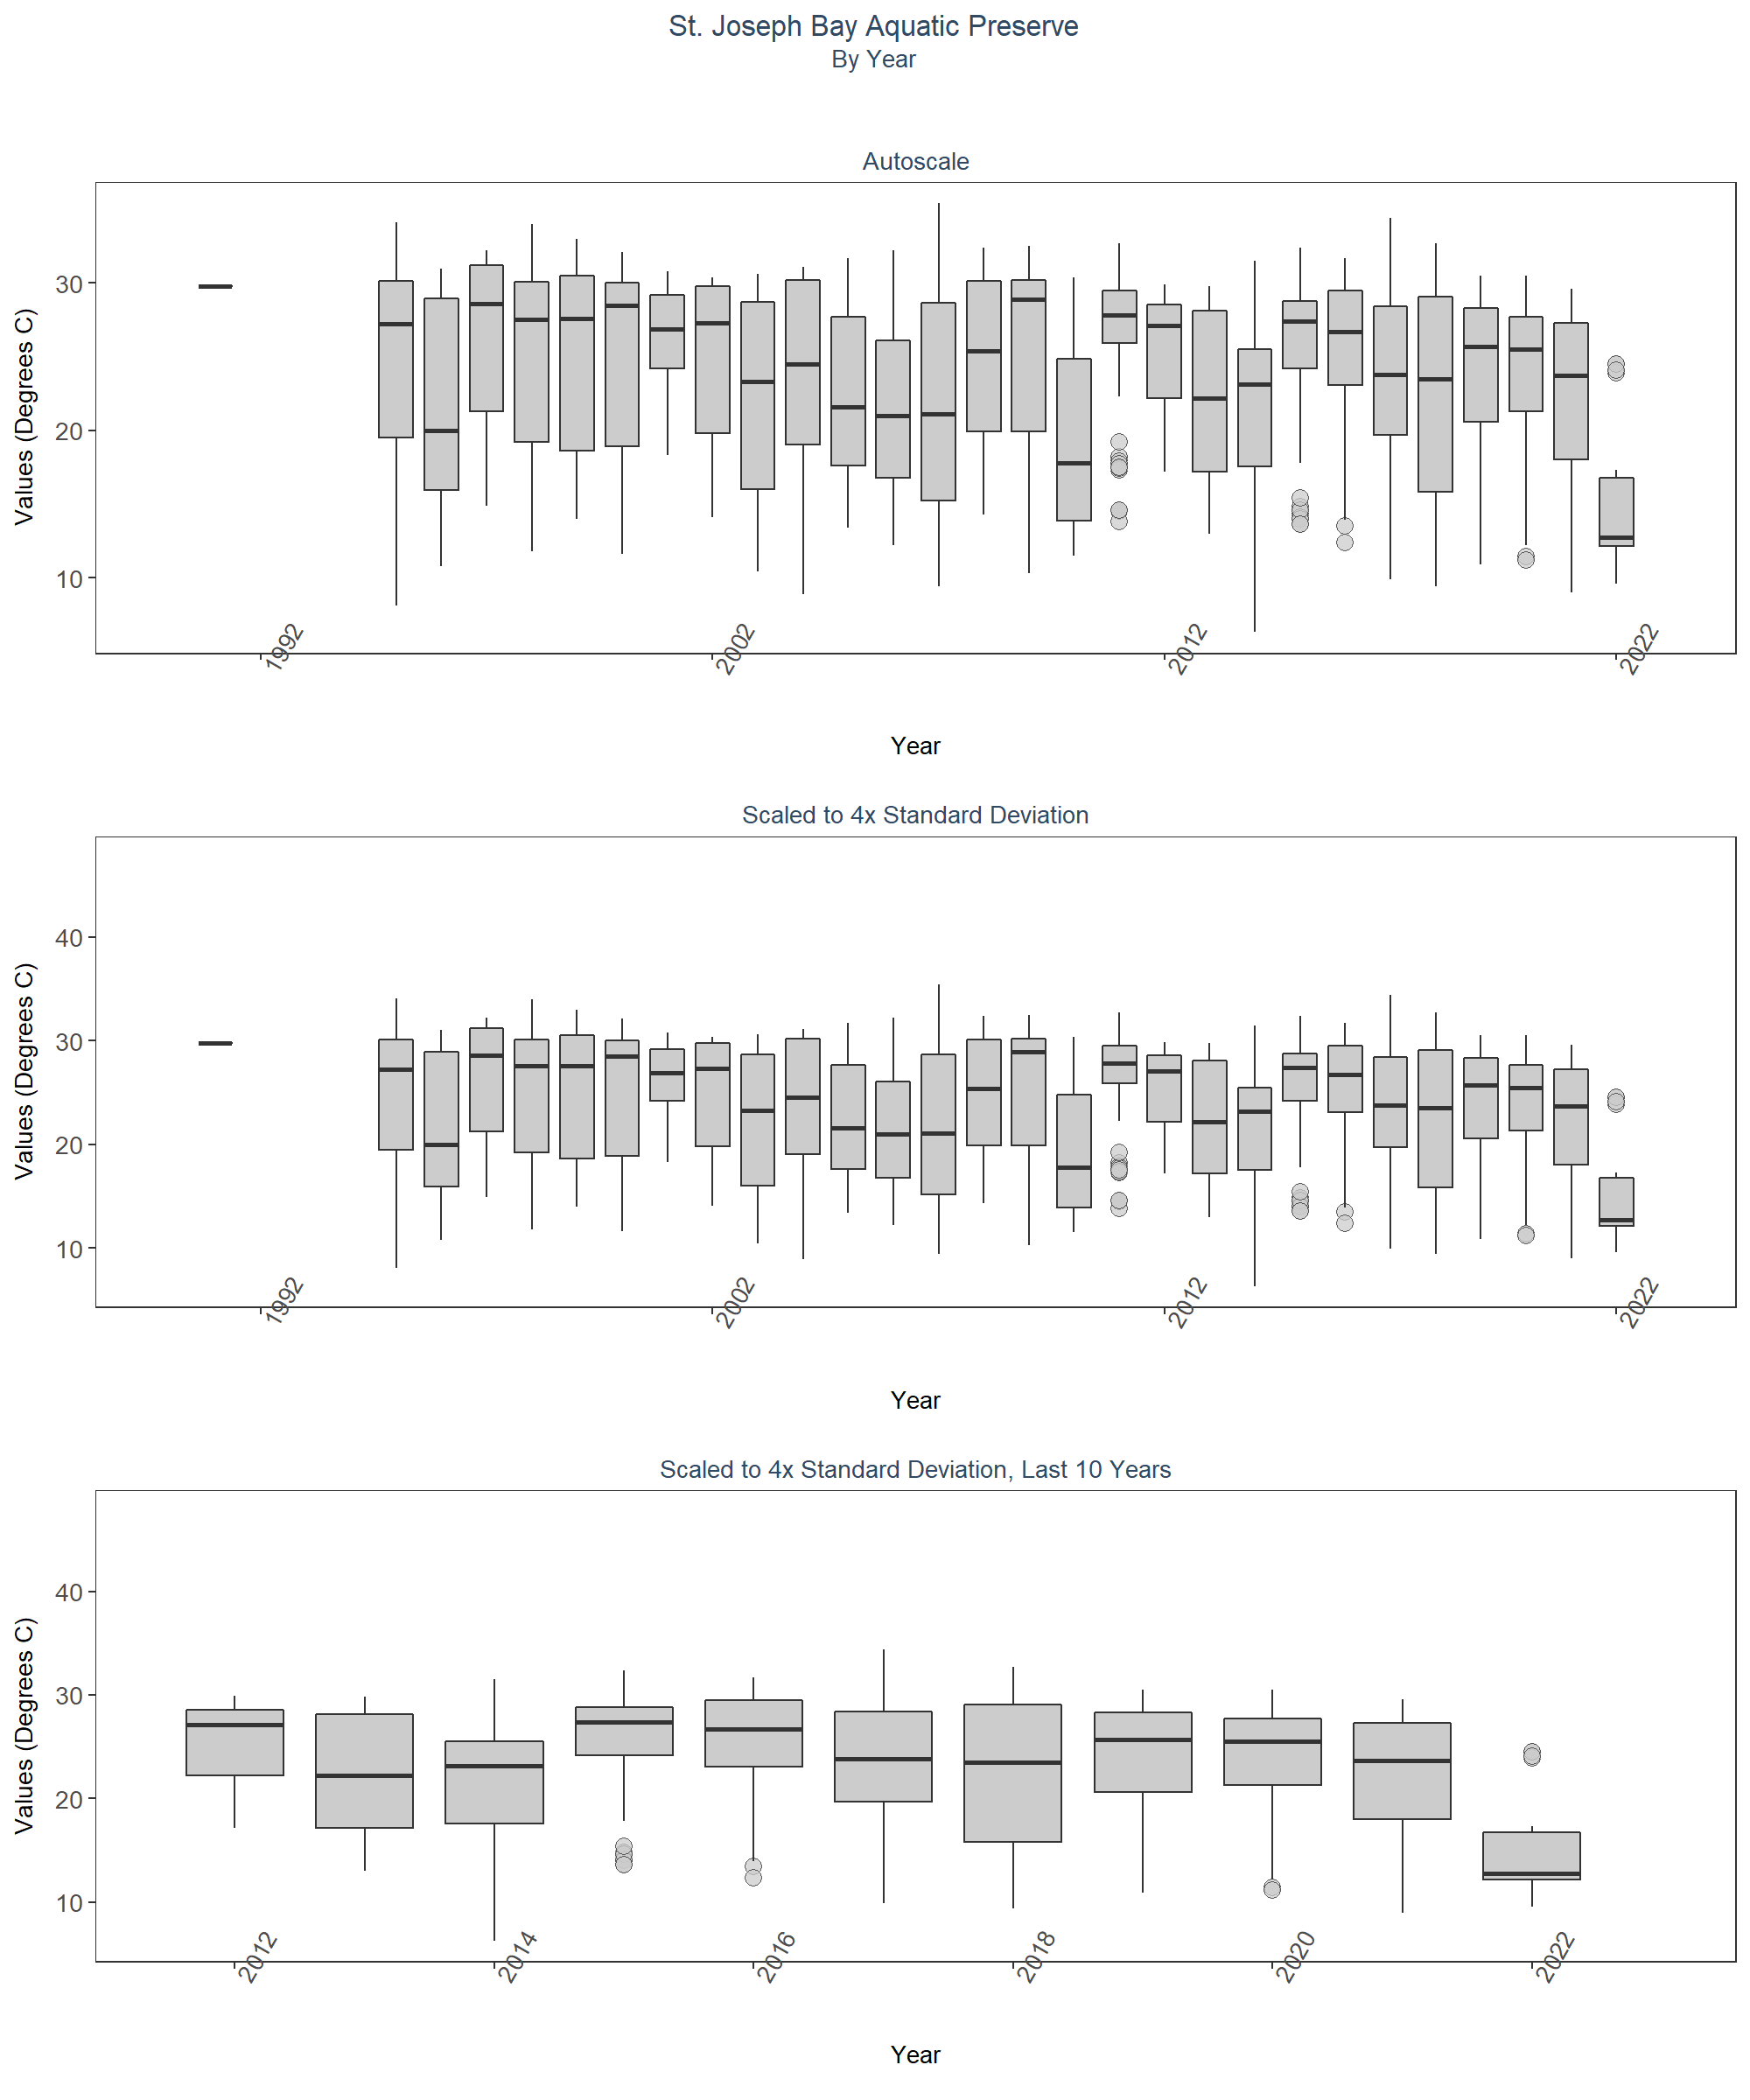 St. Joseph Bay Aquatic Preserve
By Year
Autoscale
Values (Degrees C)
30
20
10
1992
2002
2012
2022
Year
Scaled to 4x Standard Deviation
Values (Degrees C)
40
30
20
10
1992
2002
2012
2022
Year
Scaled to 4x Standard Deviation, Last 10 Years
Values (Degrees C)
40
30
20
10
2012
2014
2016
2018
2020
2022
Year